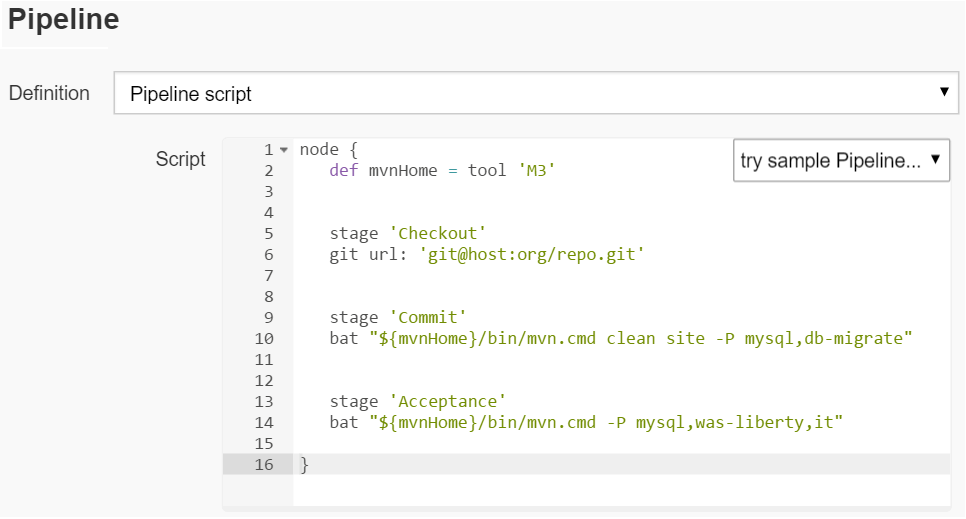 Pipeline
Definition
Pipeline script
Script
try sample Pipeline...
1 node {
2 def mvnHome = tool 'M3'
3
4
5 stage 'Checkout'
6 git url: 'git@host:org/repo.git'
7
8
9 stage 'Commit'
10 bat "${mvnHome}/bin/mvn.cmd clean site -P mysql,db-migrate"
11
12
13 stage 'Acceptance'
14 bat "${mvnHome}/bin/mvn.cmd -P mysql,was-liberty,it"
15
16 }